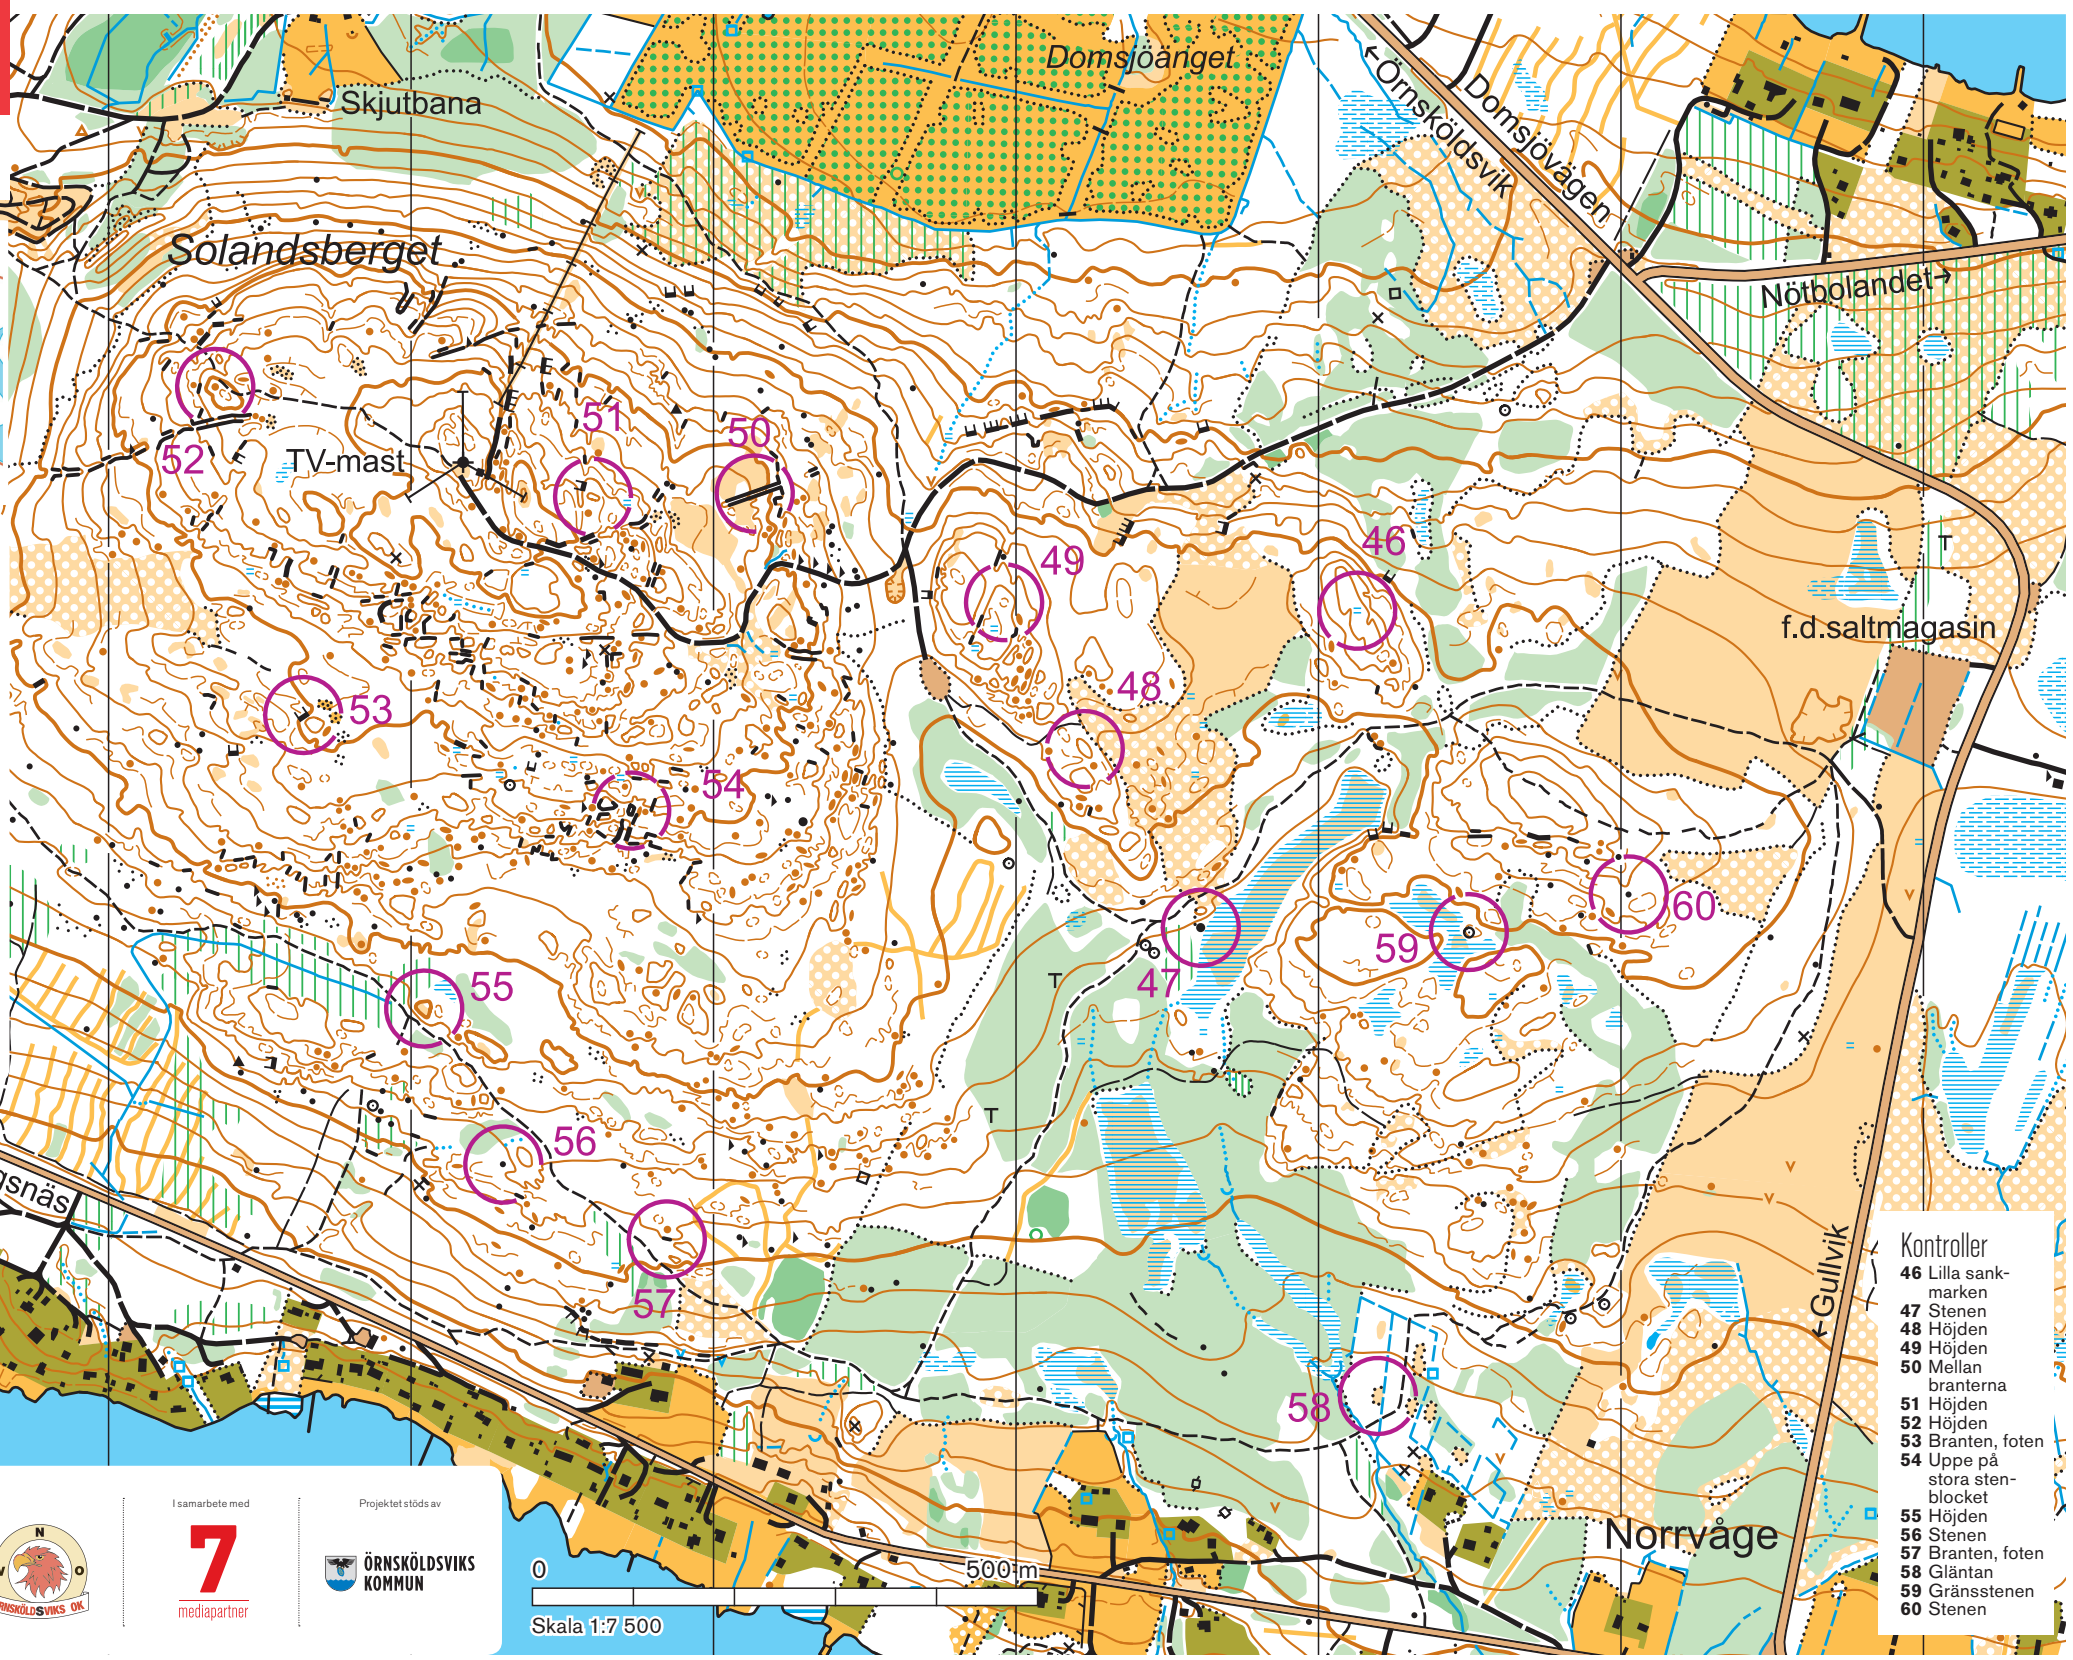 Domsjöänget
Skjutbana
←Örnsköldsvik
Domsjövägen
Solandsberget
Nötbolandet→
51
50
52
TV-mast
46
49
f.d.saltmagasin
48
53
54
60
59
47
55
56
gsnäs
57
←Gullvik
58
Norrvåge
Kontroller
46 Lilla sank-
marken
47 Stenen
48 Höjden
49 Höjden
50 Mellan
branterna
51 Höjden
52 Höjden
53 Branten, foten
54 Uppe på
stora sten-
blocket
55 Höjden
56 Stenen
57 Branten, foten
58 Gläntan
59 Gränsstenen
60 Stenen
I samarbete med
7
mediapartner
Projektet stöds av
ÖRNSKÖLDSVIKS
KOMMUN
N
V O
S
RNSKÖLDSVIKS OK
0 500 m
Skala 1:7 500